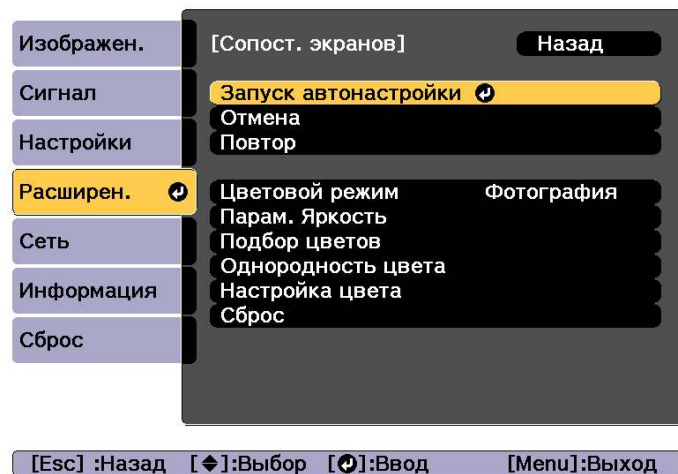 Изображен.
Сигнал
Настройки
Расширен.
Сеть
Информация
Сброс
[Сопост. экранов] Назад
Запуск автонастройки
Отмена
Повтор
Цветовой режим Фотография
Парам. Яркость
Подбор цветов
Однородность цвета
Настройка цвета
Сброс
[Esc] :Назад [◆]:Выбор [↵]:Ввод [Menu]:Выход